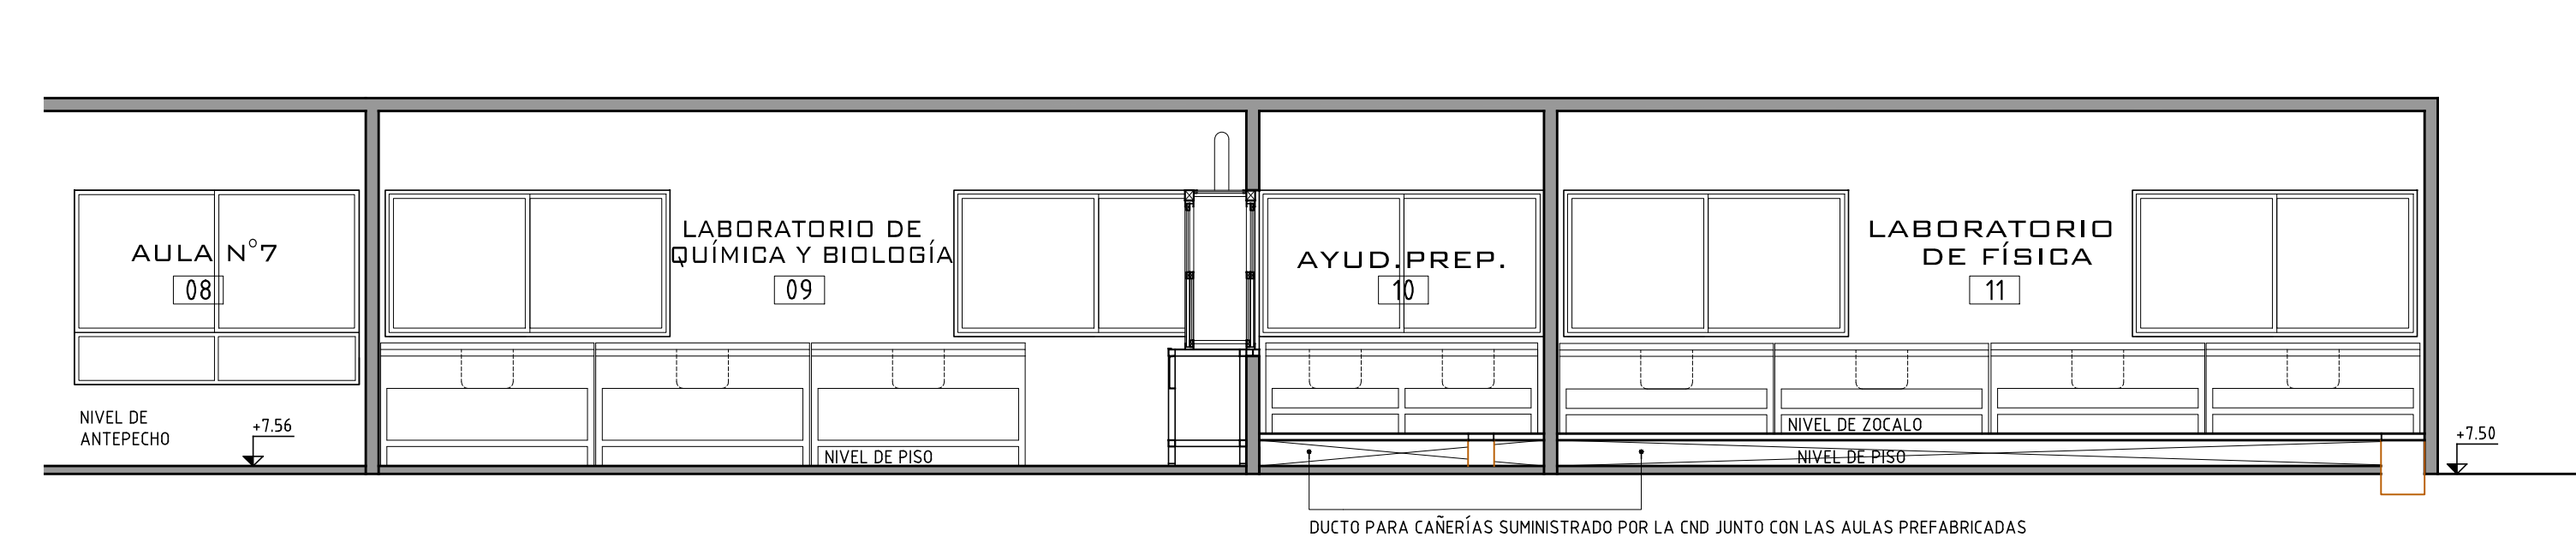 LABORATORIO DE
QUÍMICA Y BIOLOGÍA
09
AULA N°7
08
AYUD.PREP.
10
LABORATORIO
DE FÍSICA
11
NIVEL DE
ANTEPECHO
+7.56
NIVEL DE PISO
NIVEL DE ZOCALO
NIVEL DE PISO
+7.50
DUCTO PARA CAÑERÍAS SUMINISTRADO POR LA CND JUNTO CON LAS AULAS PREFABRICADAS